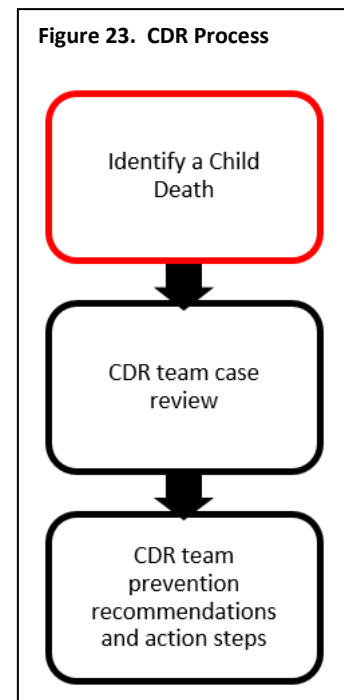 Figure 23. CDR Process
Identify a Child
Death
CDR team case
review
CDR team
prevention
recommendations
and action steps